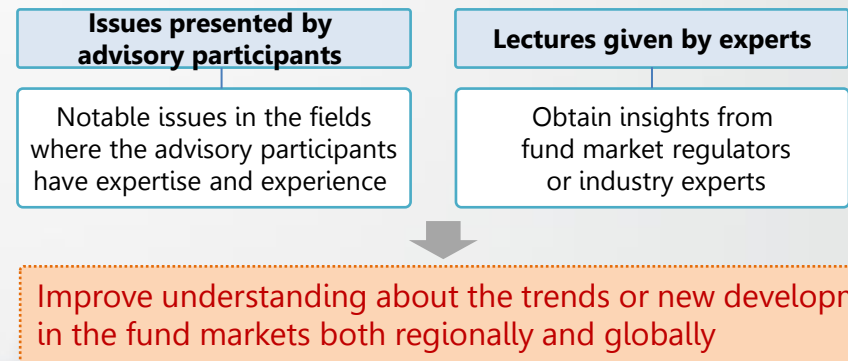 Issues presented by
advisory participants
Notable issues in the fields
where the advisory participants
have expertise and experience
Lectures given by experts
Obtain insights from
fund market regulators
or industry experts
Improve understanding about the trends or new
in the fund markets both regionally and globally